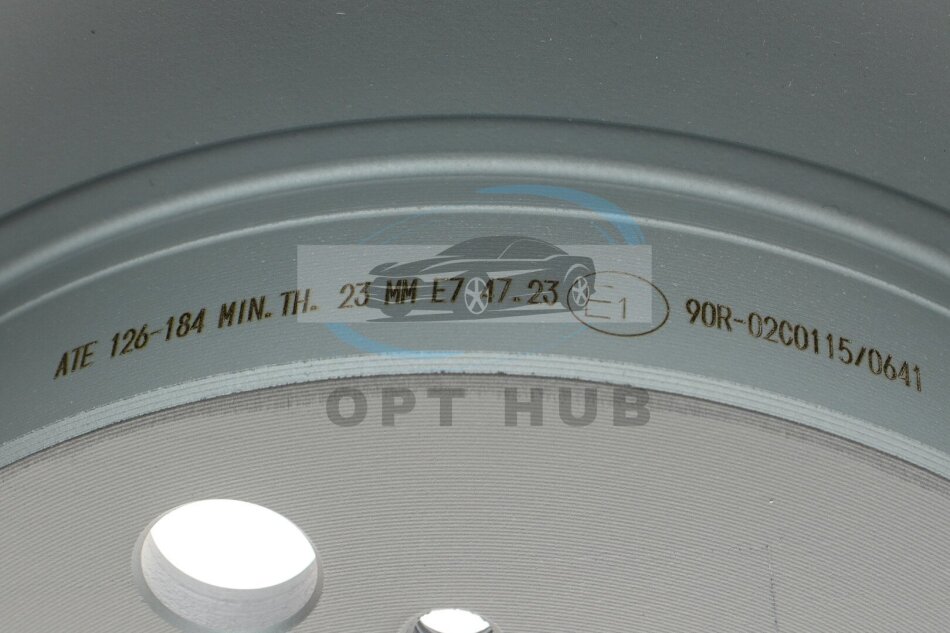 ATE 126-184 MIN. TH. 23 MM E7 47.23 E1 90R-02C0115/0641
OPT HUB